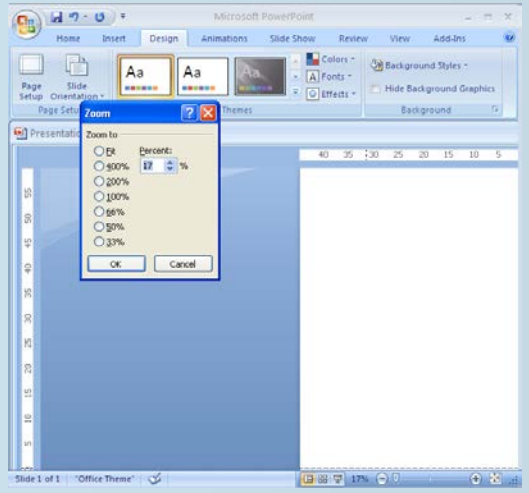 Microsoft PowerPoint
Home Insert Design Animations Slide Show Review View Add-Ins
Aa Aa Aa
Colors
Fonts
Effects
Background Styles
Hide Background Graphics
Page Setup
Slide Orientation
Page Setu
Themes
Background
Zoom
Presentatio
Zoom to
Fit Percent:
400% 17 %
200%
100%
66%
50%
33%
OK Cancel
40 35 30 25 20 15 10 5
55
50
45
40
35
30
25
20
15
10
5
Slide 1 of 1 "Office Theme" 17%